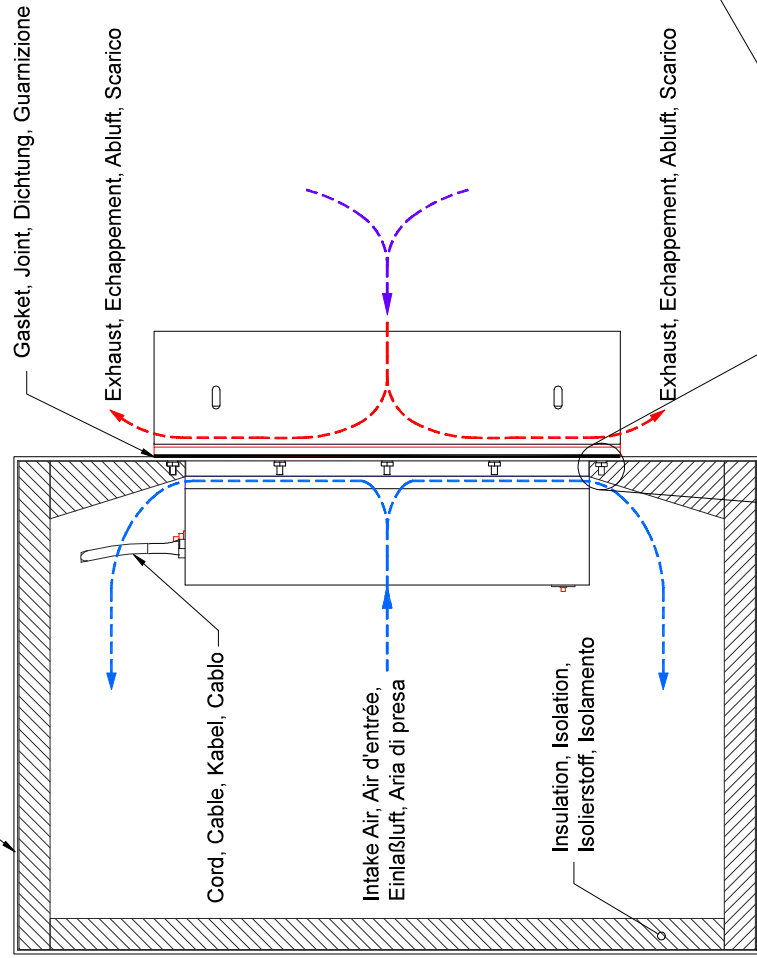 Gasket, Joint, Dichtung, Guarnizione
Exhaust, Echappement, Abluft, Scarico
Cord, Cable, Kabel, Cablo
Intake Air, Air d'entrée,
Einlaßluft, Aria di presa
Insulation, Isolation,
Isolierstoff, Isolamento
Exhaust, Echappement, Abluft, Scarico